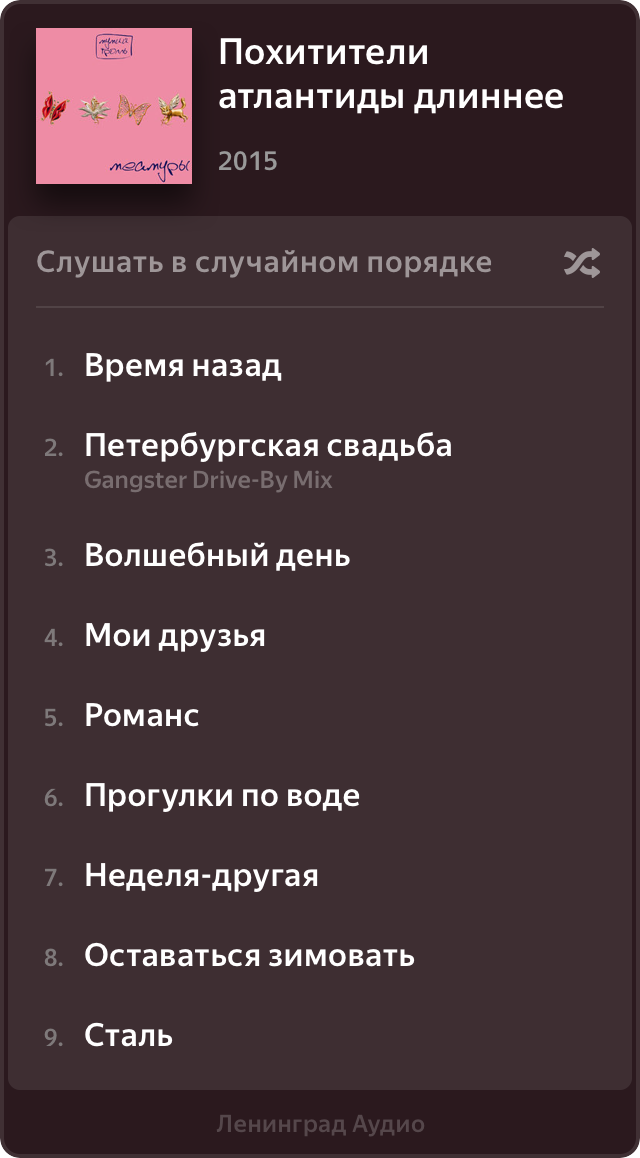 мумий
тролль
меамуры
Похитители
атлантиды длиннее
2015
Слушать в случайном порядке
1. Время назад
2. Петербургская свадьба
Gangster Drive-By Mix
3. Волшебный день
4. Мои друзья
5. Романс
6. Прогулки по воде
7. Неделя-другая
8. Оставаться зимовать
9. Сталь
Ленинград Аудио